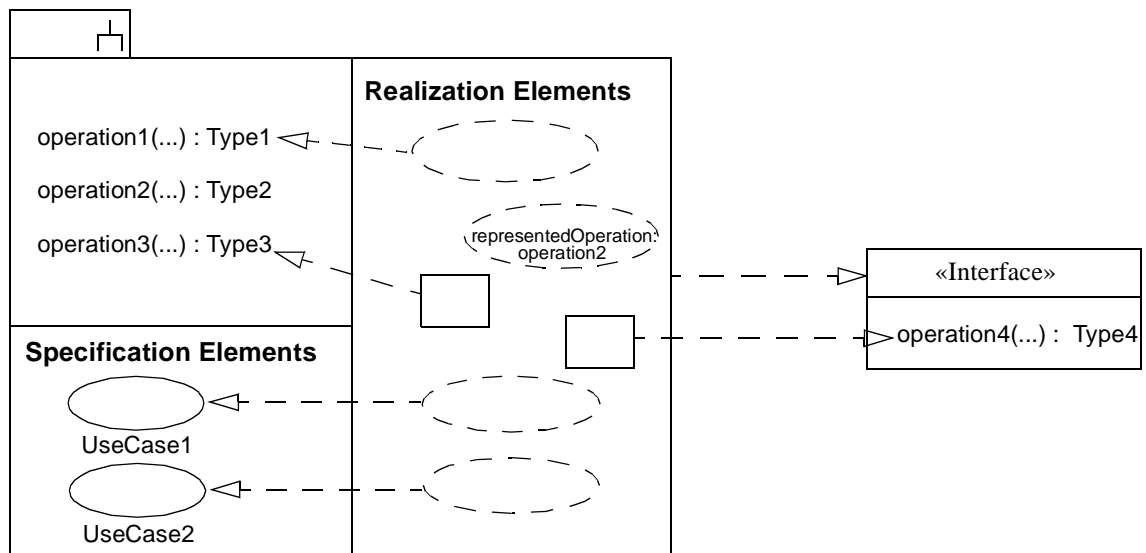 Realization Elements
operation1(...) : Type1
operation2(...) : Type2
operation3(...) : Type3
representedOperation:
operation2
«Interface»
operation4(...) :  Type4
Specification Elements
UseCase1
UseCase2